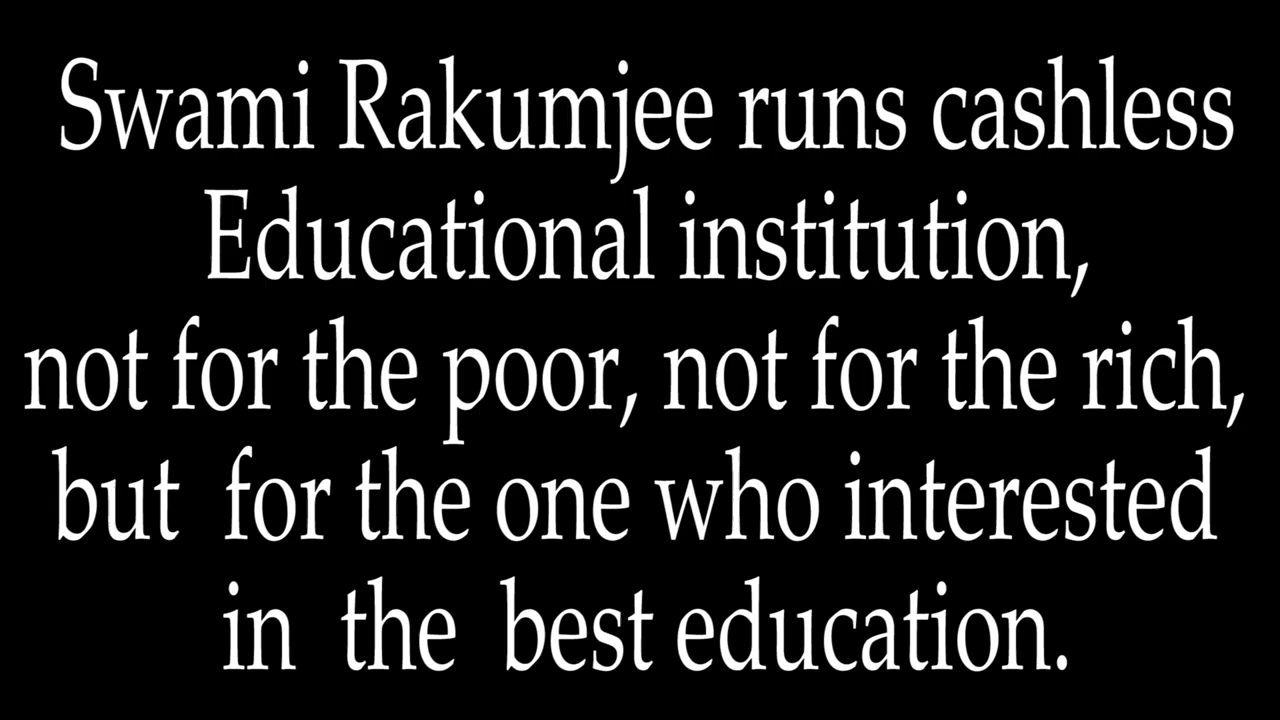 Swami Rakumjee runs cashless
Educational institution,
not for the poor, not for the rich,
but for the one who interested
in the best education.